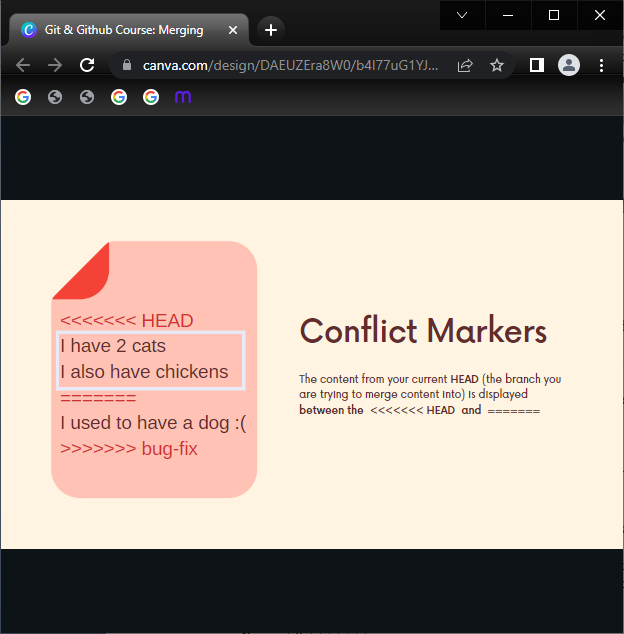 Git & Github Course: Merging
canva.com/design/DAEUZEra8W0/b4I77uG1YJ...
<<<<<<< HEAD
I have 2 cats
I also have chickens
=======
I used to have a dog :(
>>>>>>> bug-fix
Conflict Markers
The content from your current HEAD (the branch you
are trying to merge content into) is displayed
between the <<<<<<< HEAD and =======